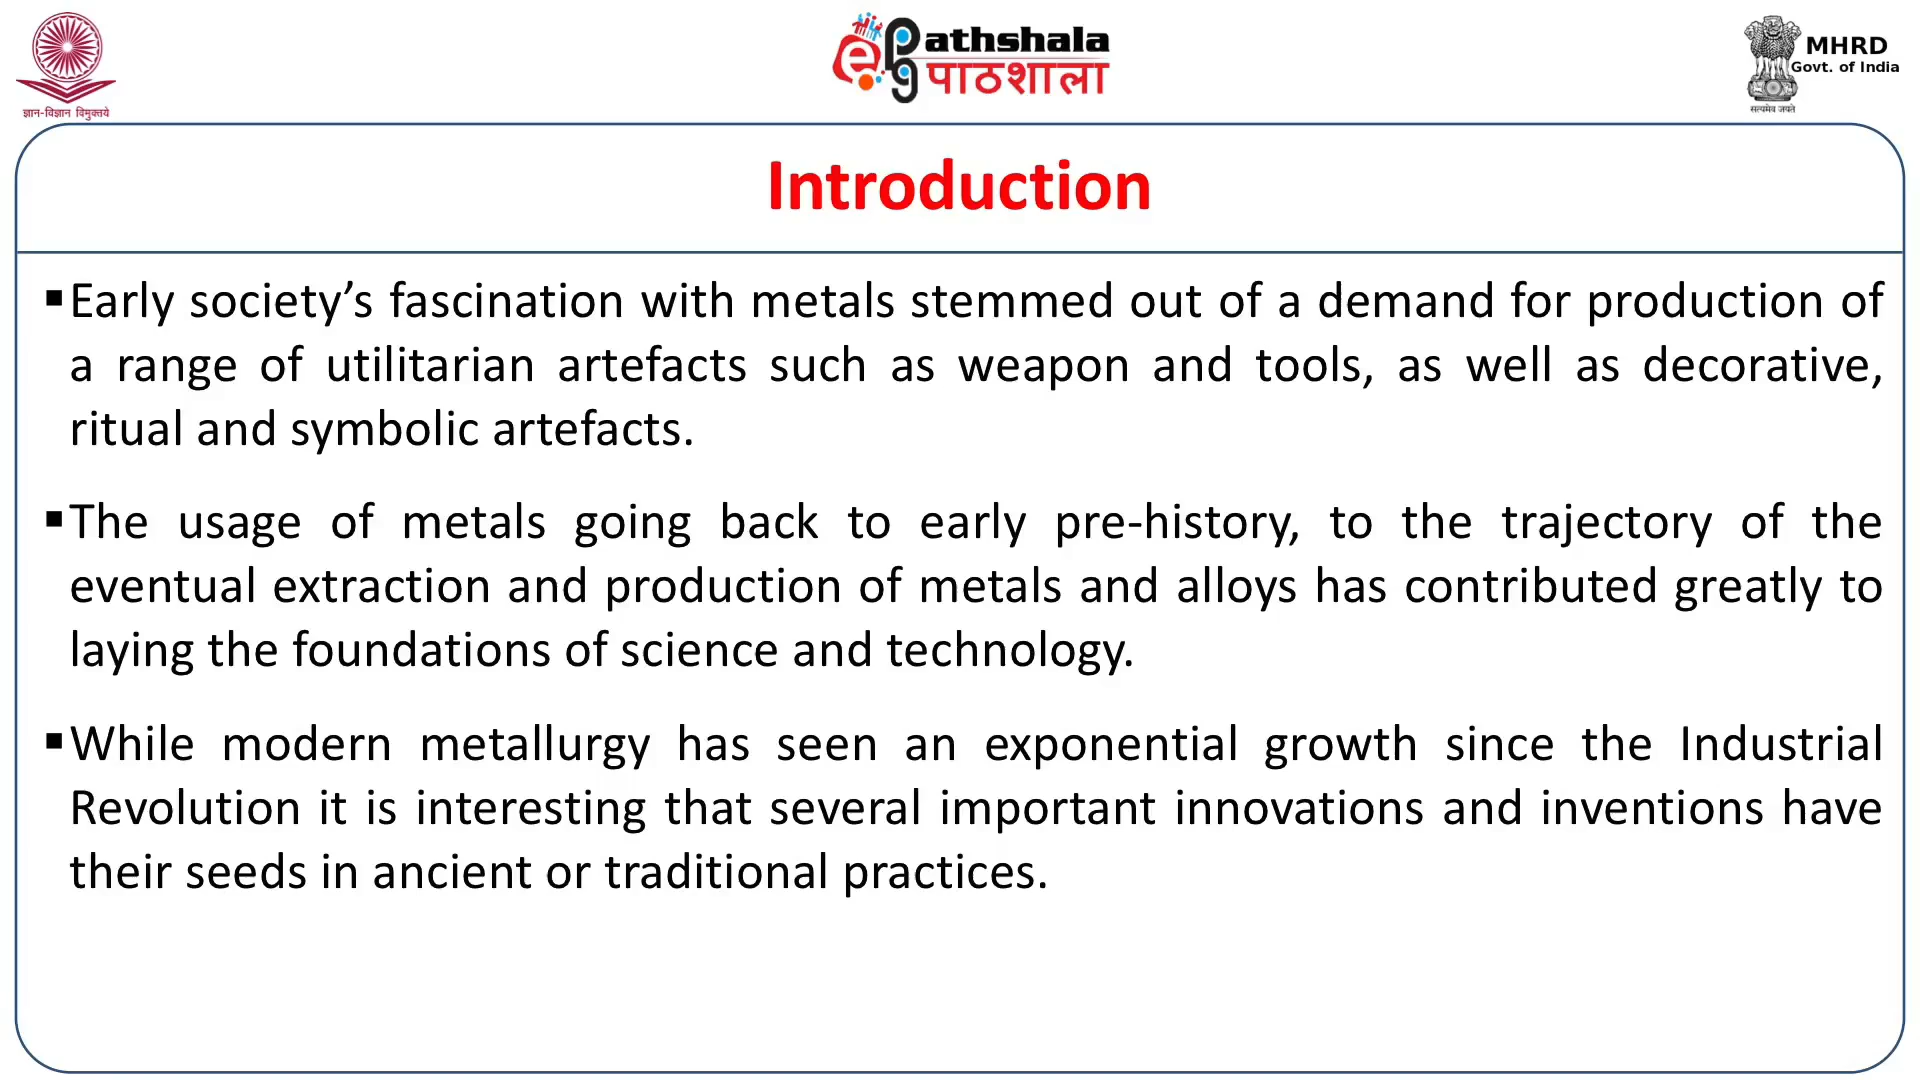 ज्ञान-विज्ञान विमुक्तये
e
pg
athshala
पाठशाला
MHRD
Govt. of India
सत्यमेव जयते
Introduction
▪Early society’s fascination with metals stemmed out of a demand for production of
a range of utilitarian artefacts such as weapon and tools, as well as decorative,
ritual and symbolic artefacts.
▪The usage of metals going back to early pre-history, to the trajectory of the
eventual extraction and production of metals and alloys has contributed greatly to
laying the foundations of science and technology.
▪While modern metallurgy has seen an exponential growth since the Industrial
Revolution it is interesting that several important innovations and inventions have
their seeds in ancient or traditional practices.